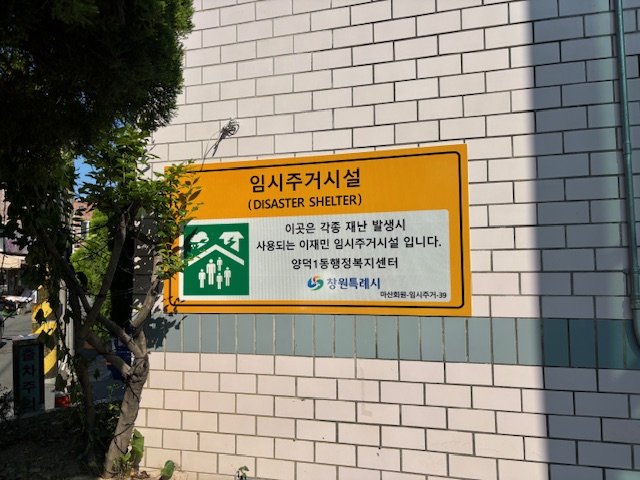 임시주거시설
(DISASTER SHELTER)
이곳은 각종 재난 발생시
사용되는 이재민 임시주거시설 입니다.
양덕1동행정복지센터
창원특례시
마산회원-임시주거-39